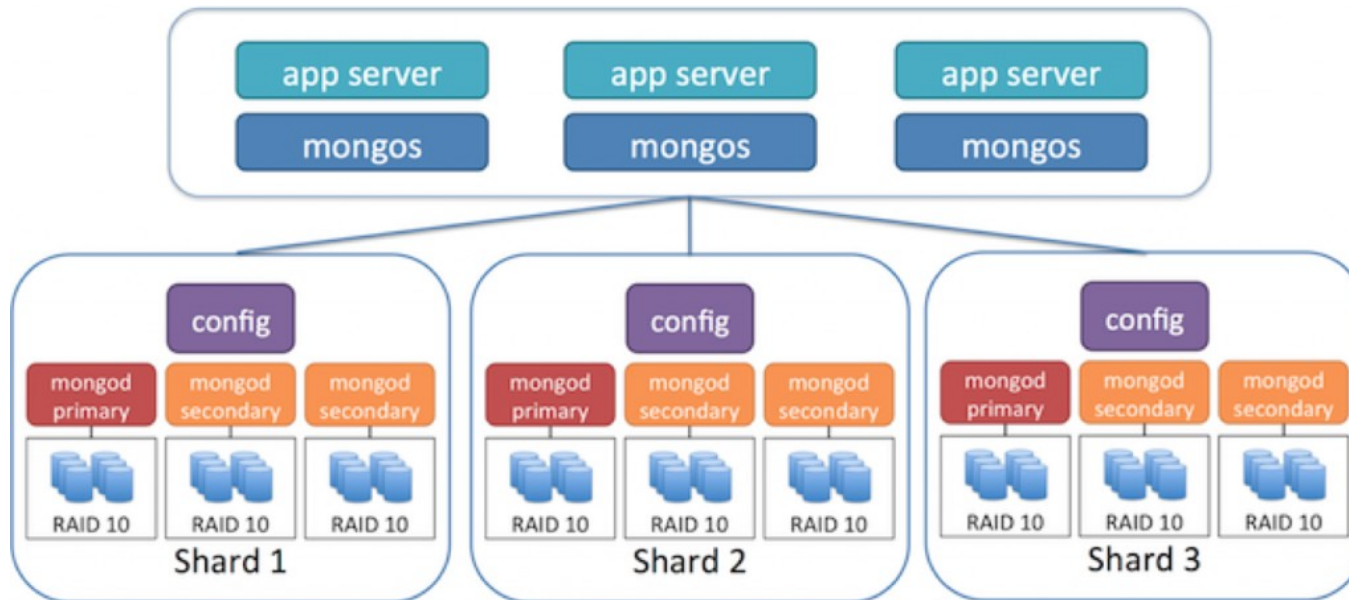 app server
app server
app server
mongos
mongos
mongos
config
mongod
primary
mongod
secondary
mongod
secondary
RAID 10
RAID 10
RAID 10
Shard 1
config
mongod
primary
mongod
secondary
mongod
secondary
RAID 10
RAID 10
RAID 10
Shard 2
config
mongod
primary
mongod
secondary
mongod
secondary
RAID 10
RAID 10
RAID 10
Shard 3